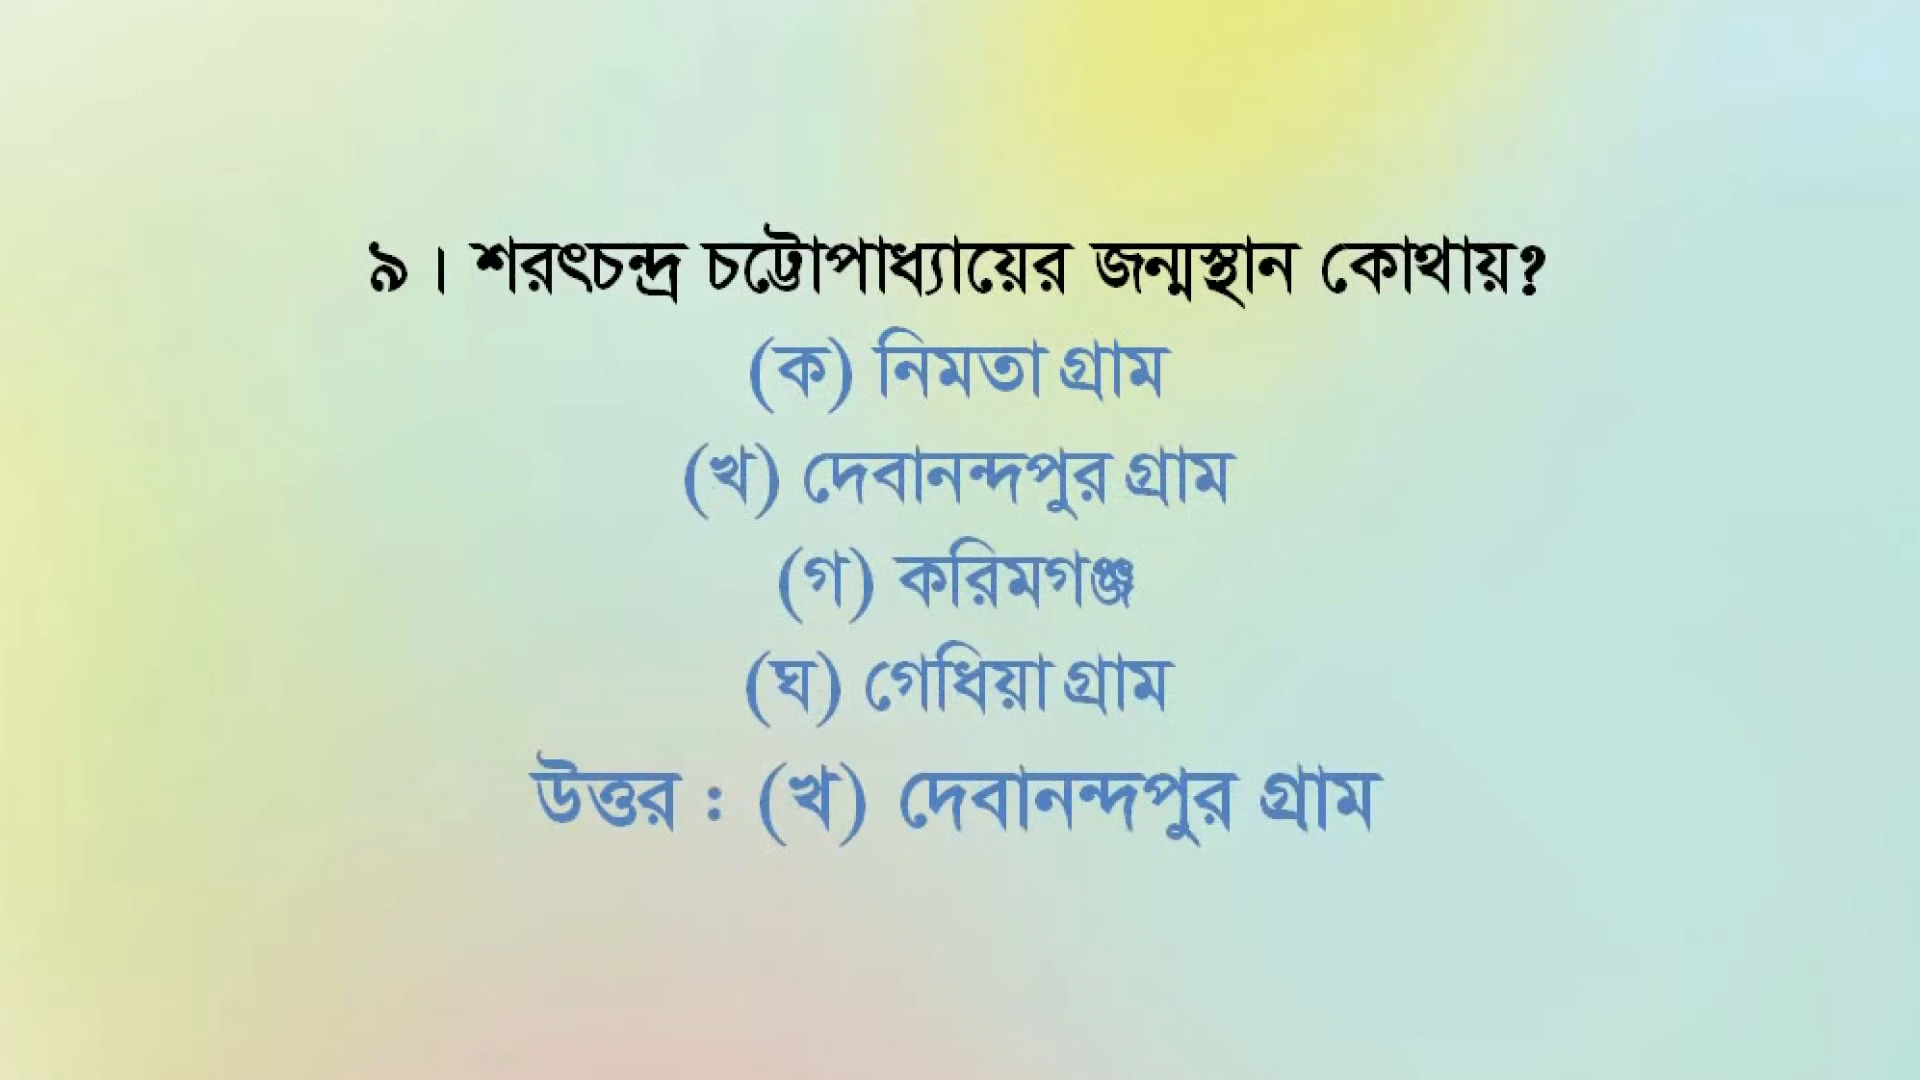 ৯। শরৎচন্দ্র চট্টোপাধ্যায়ের জন্মস্থান কোথায়?
(ক) নিমতা গ্রাম
(খ) দেবানন্দপুর গ্রাম
(গ) করিমগঞ্জ
(ঘ) গেধিয়া গ্রাম
উত্তর : (খ) দেবানন্দপুর গ্রাম